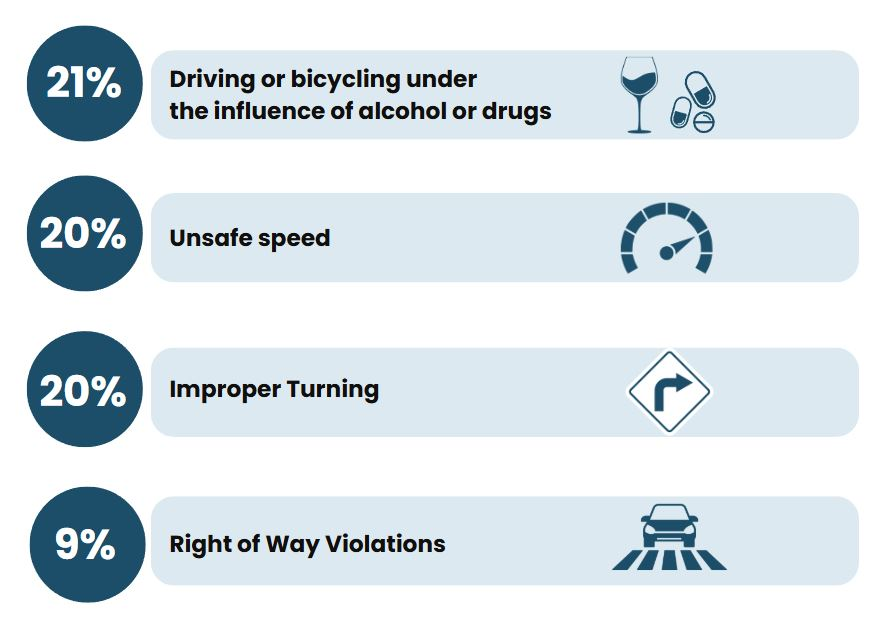 21%
Driving or bicycling under
the influence of alcohol or drugs
20%
Unsafe speed
20%
Improper Turning
9%
Right of Way Violations